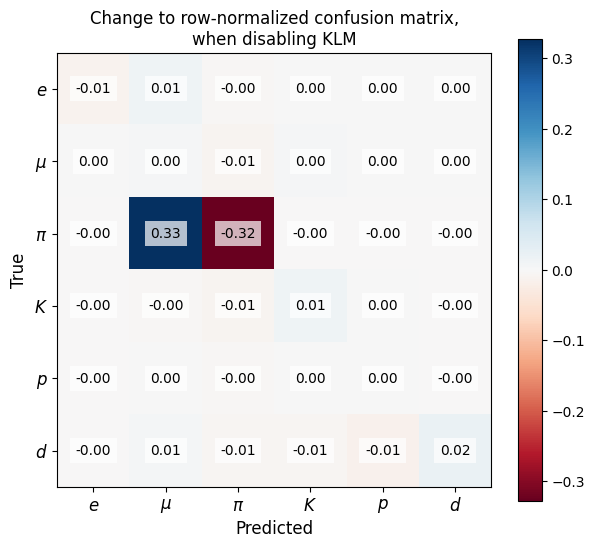 Change to row-normalized confusion matrix,
when disabling KLM
e -0.01 0.01 -0.00 0.00 0.00 0.00
μ 0.00 0.00 -0.01 0.00 0.00 0.00
π -0.00 0.33 -0.32 -0.00 -0.00 -0.00
K -0.00 -0.00 -0.01 0.01 0.00 -0.00
p -0.00 0.00 -0.00 0.00 0.00 -0.00
d -0.00 0.01 -0.01 -0.01 -0.01 0.02
e μ π K p d
Predicted
True
0.3
0.2
0.1
0.0
−0.1
−0.2
−0.3